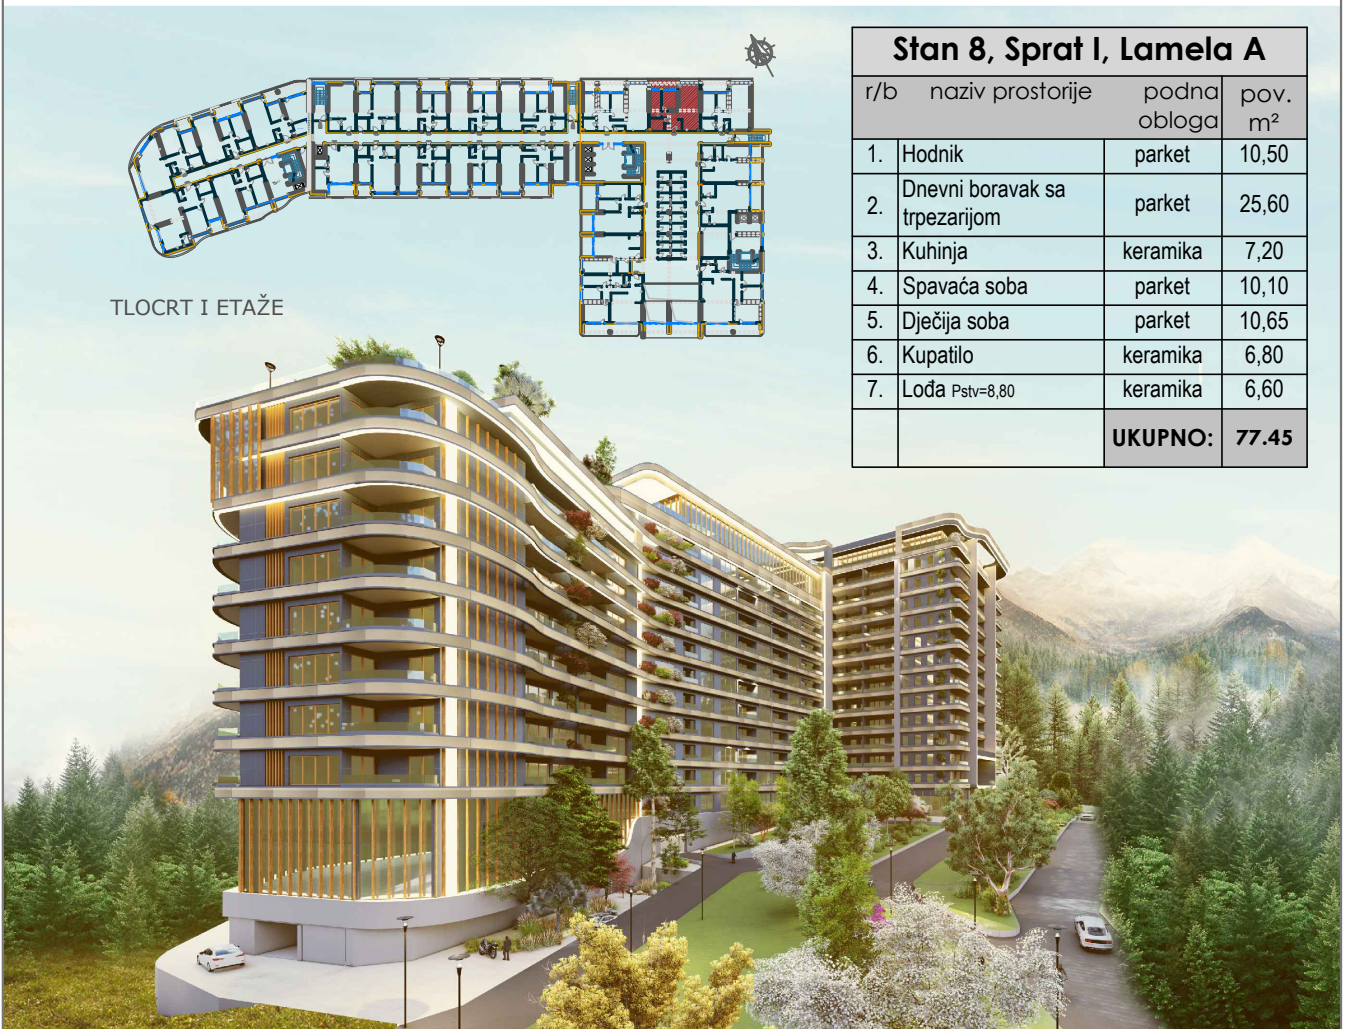 Stan 8, Sprat I, Lamela A
r/b naziv prostorije podna obloga pov. m²
1. Hodnik parket 10,50
2. Dnevni boravak sa trpezarijom parket 25,60
3. Kuhinja keramika 7,20
4. Spavaća soba parket 10,10
5. Dječija soba parket 10,65
6. Kupatilo keramika 6,80
7. Lođa Pstv=8,80 keramika 6,60
UKUPNO: 77.45
TLOCRT I ETAŽE